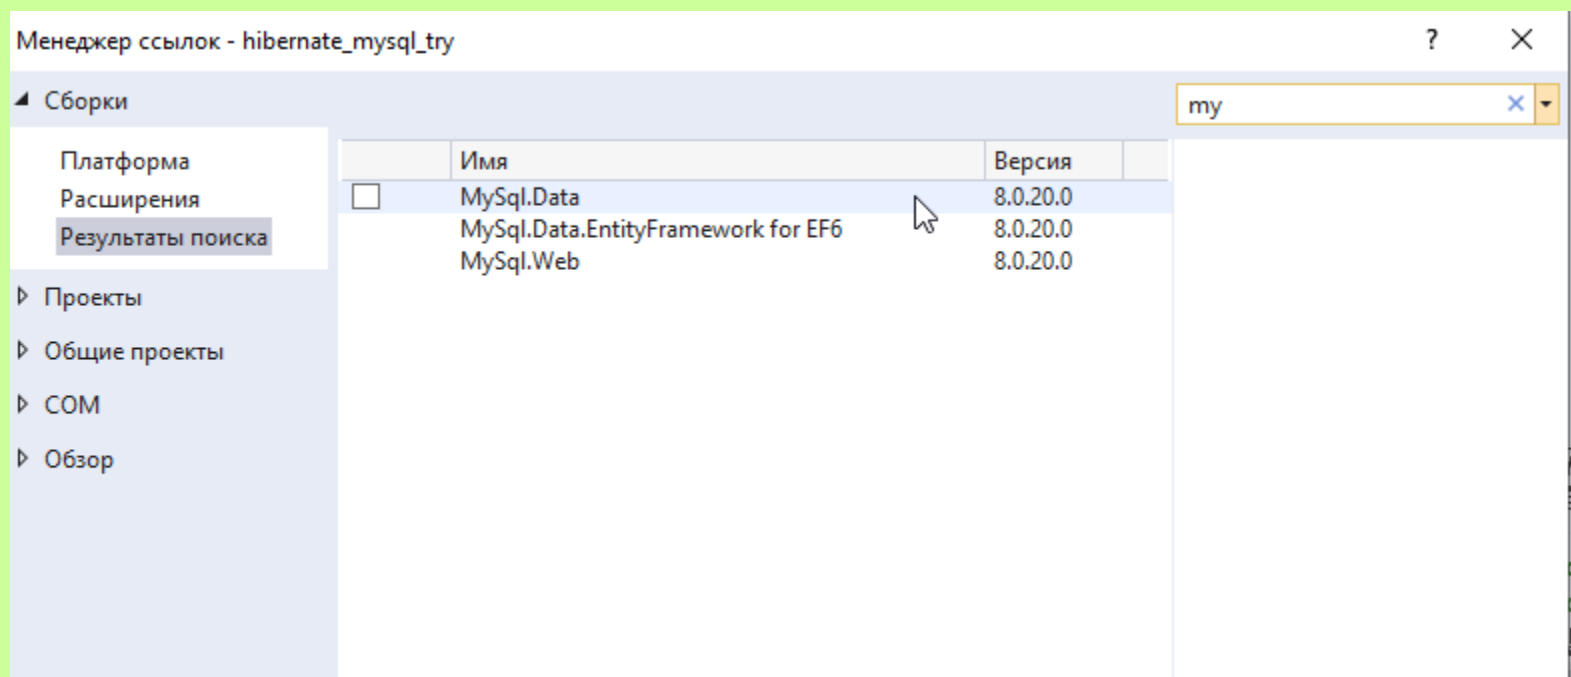 Менеджер ссылок - hibernate_mysql_try
?
Сборки
my
Платформа
Расширения
Результаты поиска
Проекты
Общие проекты
COM
Обзор
Имя Версия
MySql.Data 8.0.20.0
MySql.Data.EntityFramework for EF6 8.0.20.0
MySql.Web 8.0.20.0